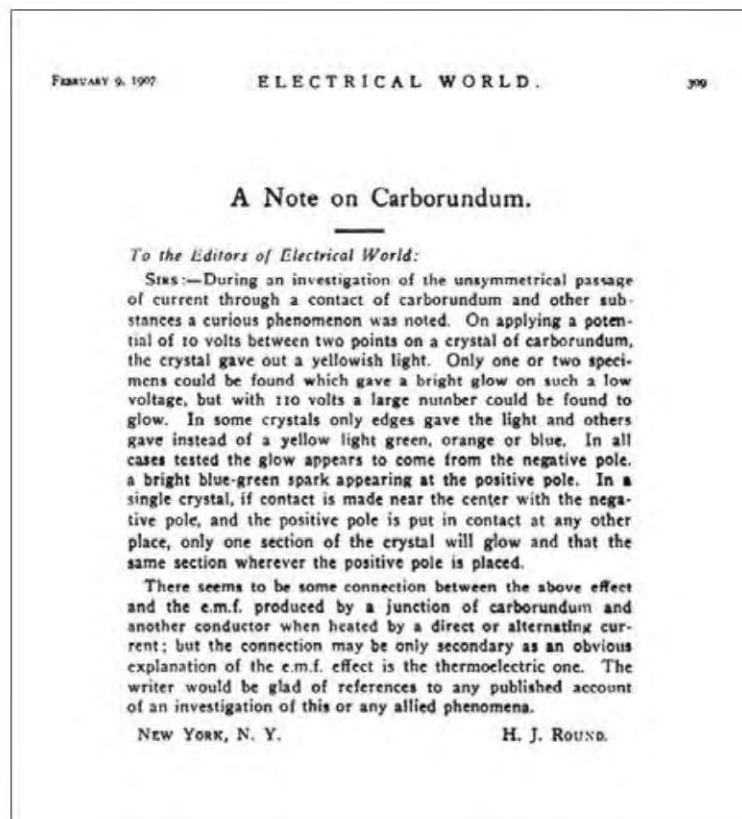 FEBRUARY 9, 1907
ELECTRICAL WORLD.
309
A Note on Carborundum.
To the Editors of Electrical World:
SIRS:—During an investigation of the unsymmetrical passage
of current through a contact of carborundum and other sub-
stances a curious phenomenon was noted. On applying a poten-
tial of 10 volts between two points on a crystal of carborundum,
the crystal gave out a yellowish light. Only one or two speci-
mens could be found which gave a bright glow on such a low
voltage, but with 110 volts a large number could be found to
glow. In some crystals only edges gave the light and others
gave instead of a yellow light green, orange or blue. In all
cases tested the glow appears to come from the negative pole,
a bright blue-green spark appearing at the positive pole. In a
single crystal, if contact is made near the center with the nega-
tive pole, and the positive pole is put in contact at any other
place, only one section of the crystal will glow and that the
same section wherever the positive pole is placed.
There seems to be some connection between the above effect
and the e.m.f. produced by a junction of carborundum and
another conductor when heated by a direct or alternating cur-
rent; but the connection may be only secondary as an obvious
explanation of the e.m.f. effect is the thermoelectric one. The
writer would be glad of references to any published account
of an investigation of this or any allied phenomena.
NEW YORK, N. Y.
H. J. ROUND.